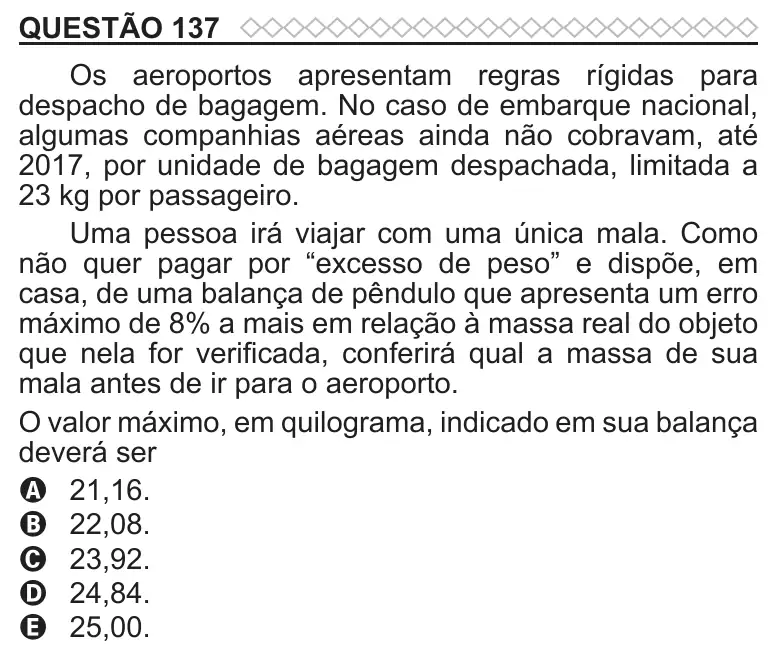 QUESTÃO 137
Os aeroportos apresentam regras rígidas para
despacho de bagagem. No caso de embarque nacional,
algumas companhias aéreas ainda não cobravam, até
2017, por unidade de bagagem despachada, limitada a
23 kg por passageiro.
Uma pessoa irá viajar com uma única mala. Como
não quer pagar por “excesso de peso” e dispõe, em
casa, de uma balança de pêndulo que apresenta um erro
máximo de 8% a mais em relação à massa real do objeto
que nela for verificada, conferirá qual a massa de sua
mala antes de ir para o aeroporto.
O valor máximo, em quilograma, indicado em sua balança
deverá ser
A 21,16.
B 22,08.
C 23,92.
D 24,84.
E 25,00.